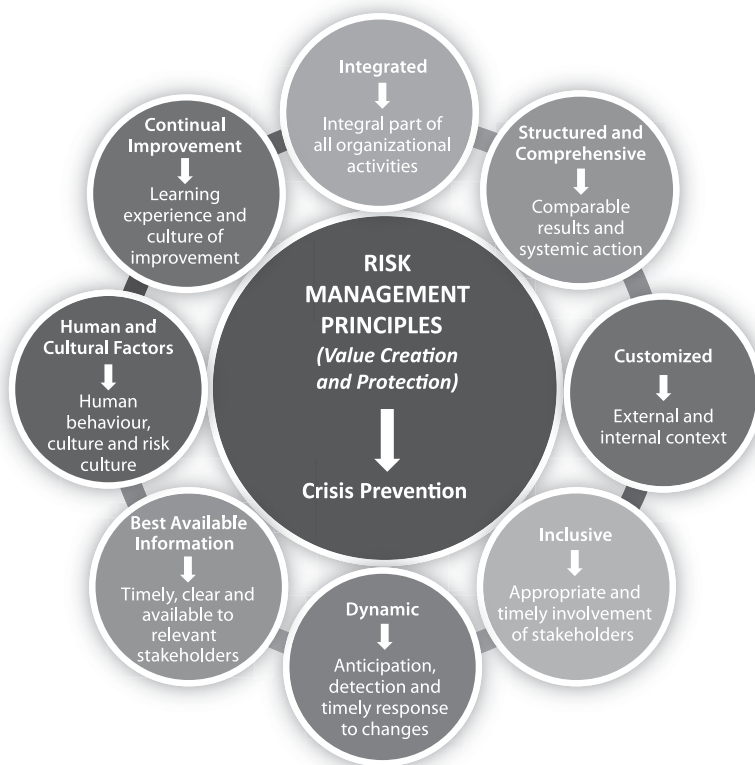 Integrated
Integral part of
all organizational
activities
Structured and
Comprehensive
Comparable
results and
systemic action
Customized
External and
internal context
Inclusive
Appropriate and
timely involvement
of stakeholders
Dynamic
Anticipation,
detection and
timely response
to changes
Best Available
Information
Timely, clear and
available to
relevant
stakeholders
Human and
Cultural Factors
Human
behaviour,
culture and risk
culture
Continual
Improvement
Learning
experience and
culture of
improvement
RISK
MANAGEMENT
PRINCIPLES
(Value Creation
and Protection)
Crisis Prevention